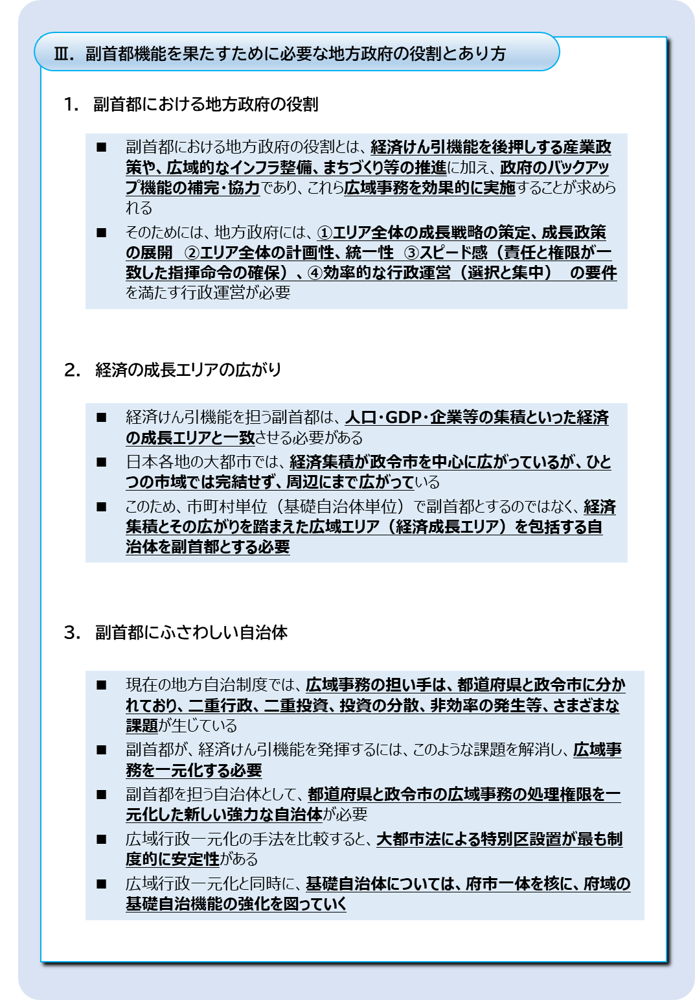 Ⅲ．副首都機能を果たすために必要な地方政府の役割とあり方
１．副首都における地方政府の役割
■ 副首都における地方政府の役割とは、経済けん引機能を後押しする産業政
策や、広域的なインフラ整備、まちづくり等の推進に加え、政府のバックアッ
プ機能の補完・協力であり、これら広域事務を効果的に実施することが求めら
れる
■ そのためには、地方政府には、①エリア全体の成長戦略の策定、成長政策
の展開　②エリア全体の計画性、統一性　③スピード感（責任と権限が一
致した指揮命令の確保）、④効率的な行政運営（選択と集中）　の要件
を満たす行政運営が必要
２．経済の成長エリアの広がり
■ 経済けん引機能を担う副首都は、人口・GDP・企業等の集積といった経済
の成長エリアと一致させる必要がある
■ 日本各地の大都市では、経済集積が政令市を中心に広がっているが、ひと
つの市域では完結せず、周辺にまで広がっている
■ このため、市町村単位（基礎自治体単位）で副首都とするのではなく、経済
集積とその広がりを踏まえた広域エリア（経済成長エリア）を包括する自
治体を副首都とする必要
３．副首都にふさわしい自治体
■ 現在の地方自治制度では、広域事務の担い手は、都道府県と政令市に分か
れており、二重行政、二重投資、投資の分散、非効率の発生等、さまざまな
課題が生じている
■ 副首都が、経済けん引機能を発揮するには、このような課題を解消し、広域事
務を一元化する必要
■ 副首都を担う自治体として、都道府県と政令市の広域事務の処理権限を一
元化した新しい強力な自治体が必要
■ 広域行政一元化の手法を比較すると、大都市法による特別区設置が最も制
度的に安定性がある
■ 広域行政一元化と同時に、基礎自治体については、府市一体を核に、府域の
基礎自治機能の強化を図っていく